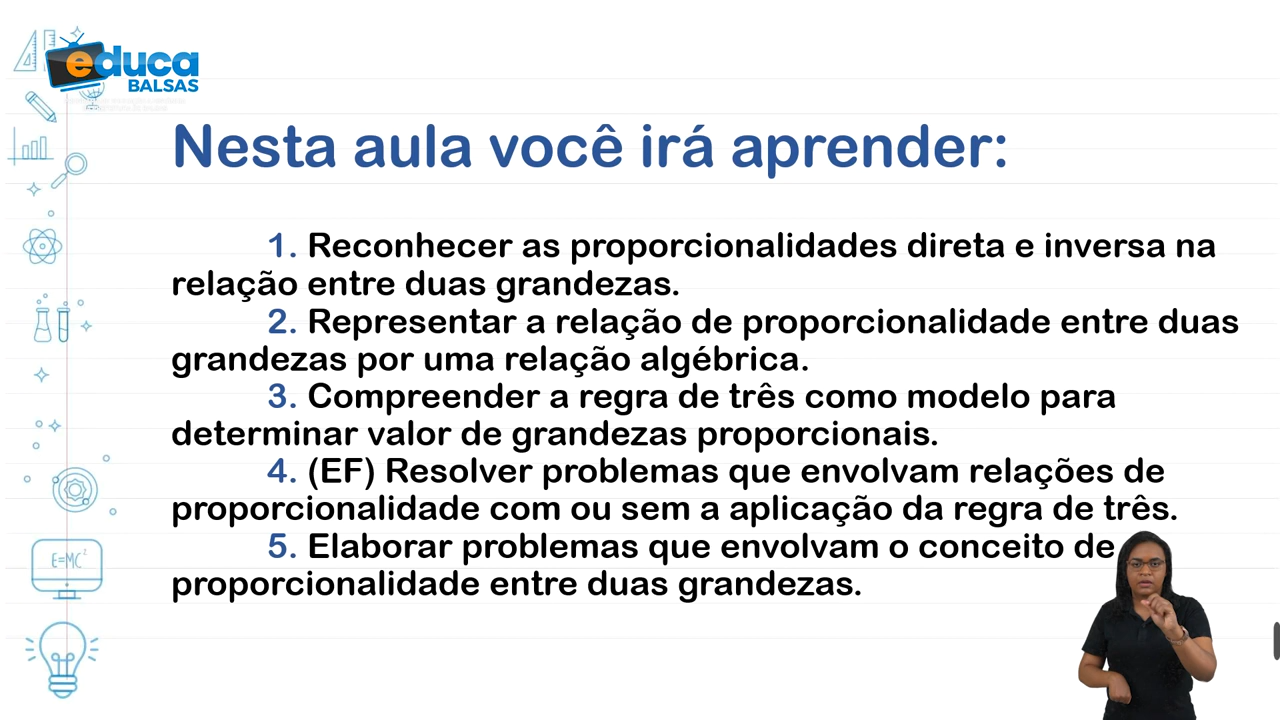 educa
BALSAS
Nesta aula você irá aprender:
1. Reconhecer as proporcionalidades direta e inversa na
relação entre duas grandezas.
2. Representar a relação de proporcionalidade entre duas
grandezas por uma relação algébrica.
3. Compreender a regra de três como modelo para
determinar valor de grandezas proporcionais.
4. (EF) Resolver problemas que envolvam relações de
proporcionalidade com ou sem a aplicação da regra de três.
5. Elaborar problemas que envolvam o conceito de
proporcionalidade entre duas grandezas.
E=MC²